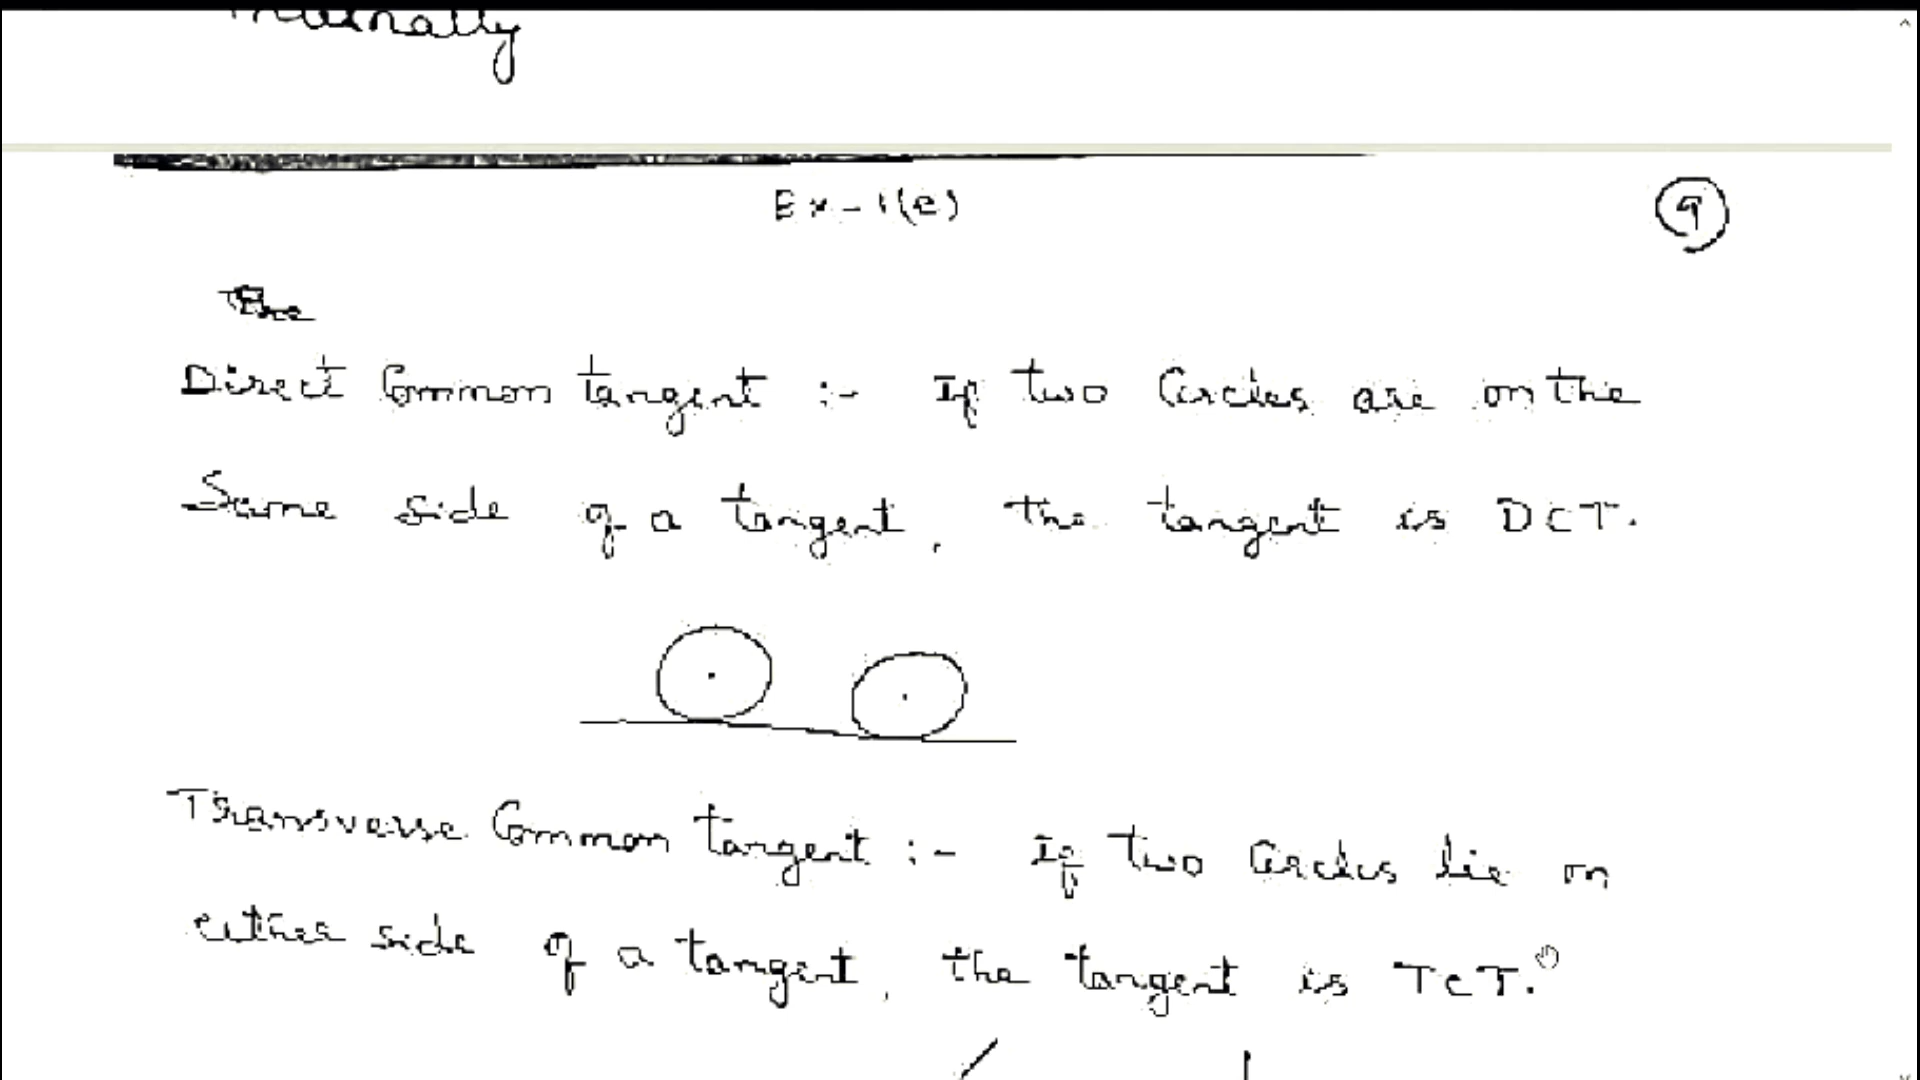 Internally
Ex-1(e)
9
the
Direct Common tangent :- If two Circles are on the
Same side of a tangent, the tangent is DCT.
Transverse Common tangent :- If two Circles lie on
either side of a tangent, the tangent is TCT.